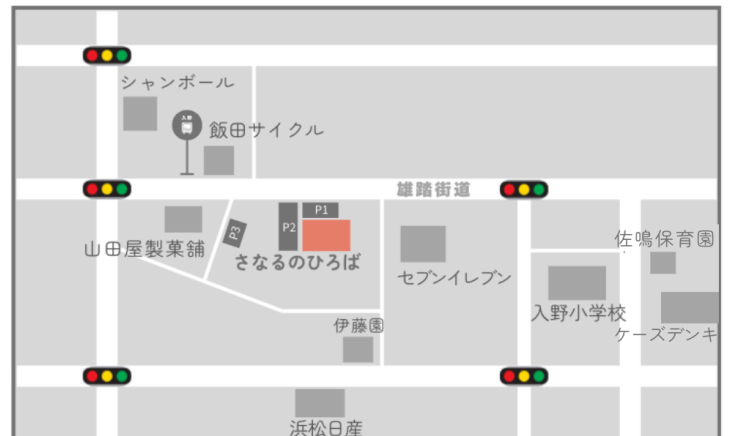 シャンボール
入野
飯田サイクル
雄踏街道
P1
P2
P3
山田屋製菓舗
さなるのひろば
佐鳴保育園
セブンイレブン
入野小学校
伊藤園
ケーズデンキ
浜松日産